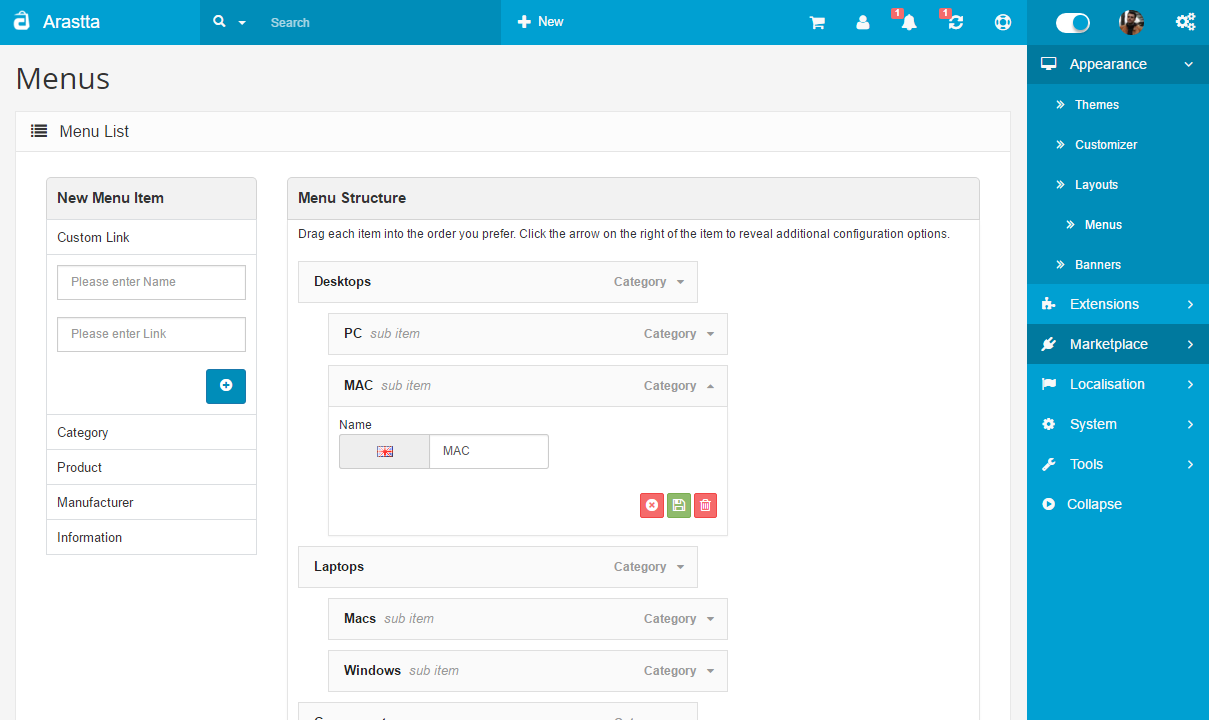 Arastta
Search
New
1
1
Menus
Menu List
New Menu Item
Custom Link
Please enter Name
Please enter Link
Category
Product
Manufacturer
Information
Menu Structure
Drag each item into the order you prefer. Click the arrow on the right of the item to reveal additional configuration options.
Desktops Category
PC sub item Category
MAC sub item Category
Name
MAC
Laptops Category
Macs sub item Category
Windows sub item Category
Appearance
Themes
Customizer
Layouts
Menus
Banners
Extensions
Marketplace
Localisation
System
Tools
Collapse